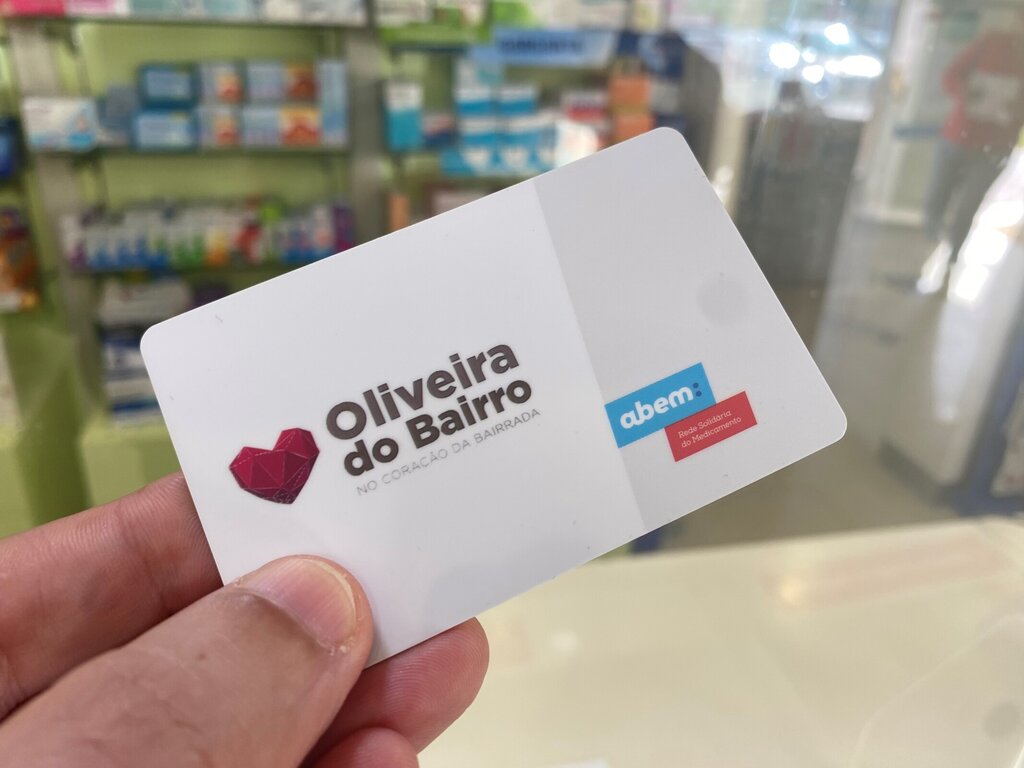 Oliveira
do Bairro
NO CORAÇÃO DA BAIRRADA
abem:
Rede Solidária
do Medicamento